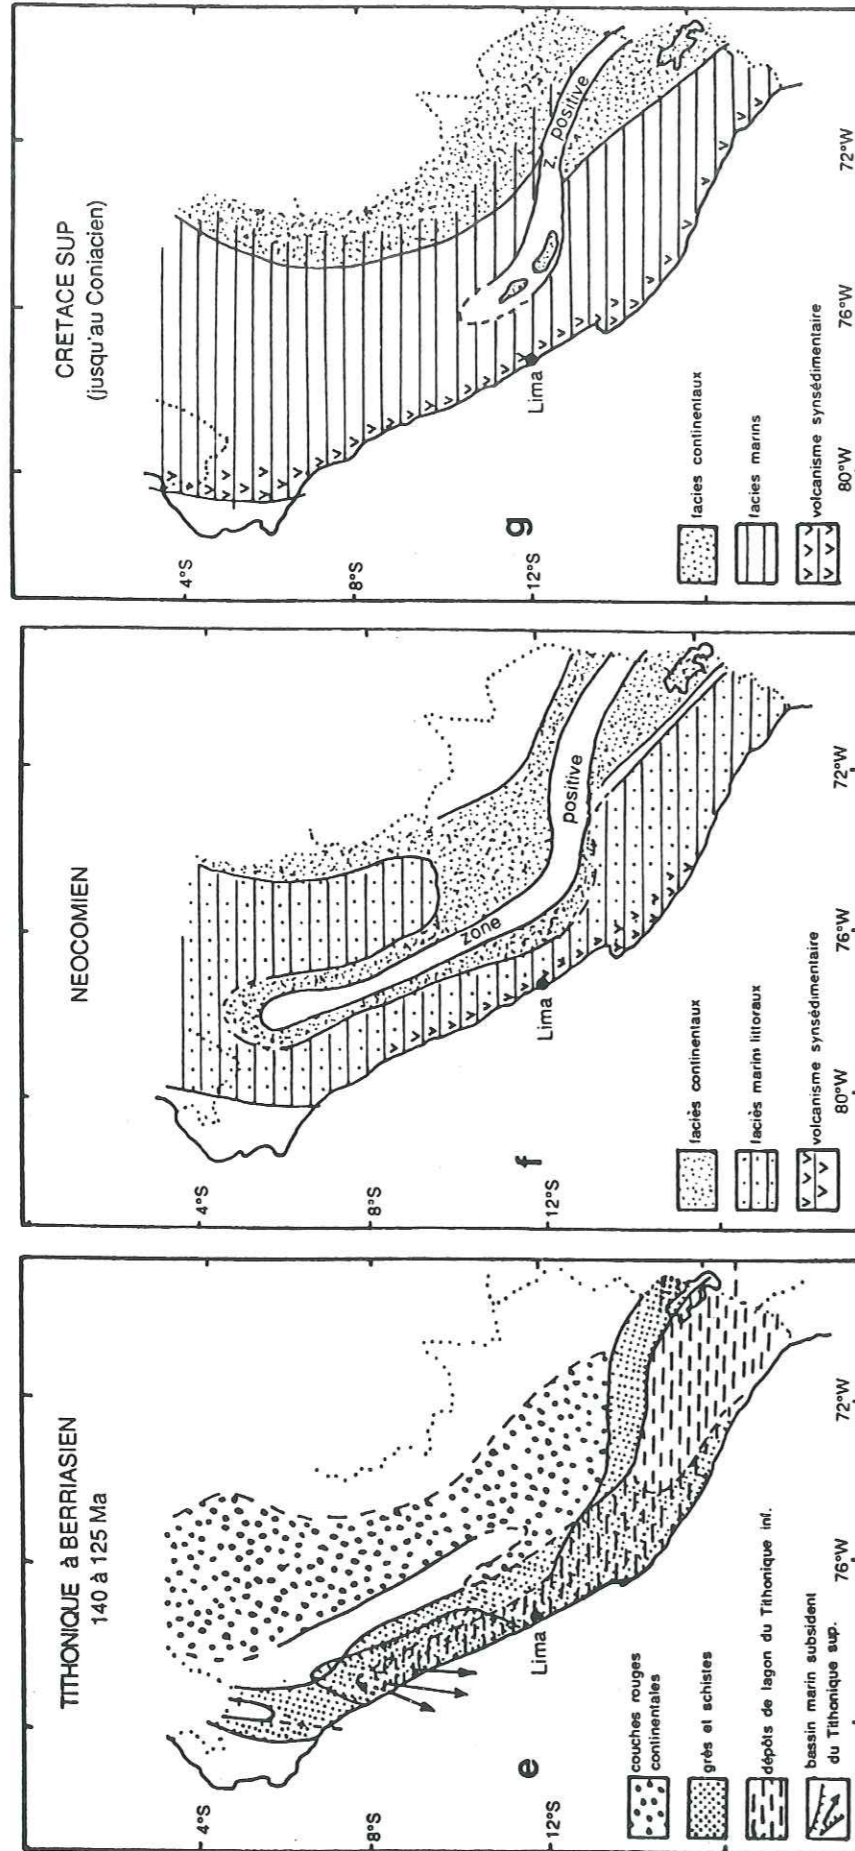 TITHONIQUE à BERRIASIEN
140 à 125 Ma
4°S
8°S
12°S
Lima
e
76°W
72°W
couches rouges
continentales
grès et schistes
dépôts de lagon du Tithonique inf.
bassin marin subsident
du Tithonique sup.
NEOCOMIEN
4°S
8°S
12°S
zone
positive
Lima
f
80°W
76°W
72°W
faciès continentaux
faciès marins littoraux
volcanisme synsédimentaire
CRETACE SUP
(jusqu'au Coniacien)
4°S
8°S
12°S
z positive
Lima
g
80°W
76°W
72°W
facies continentaux
facies marins
volcanisme synsédimentaire